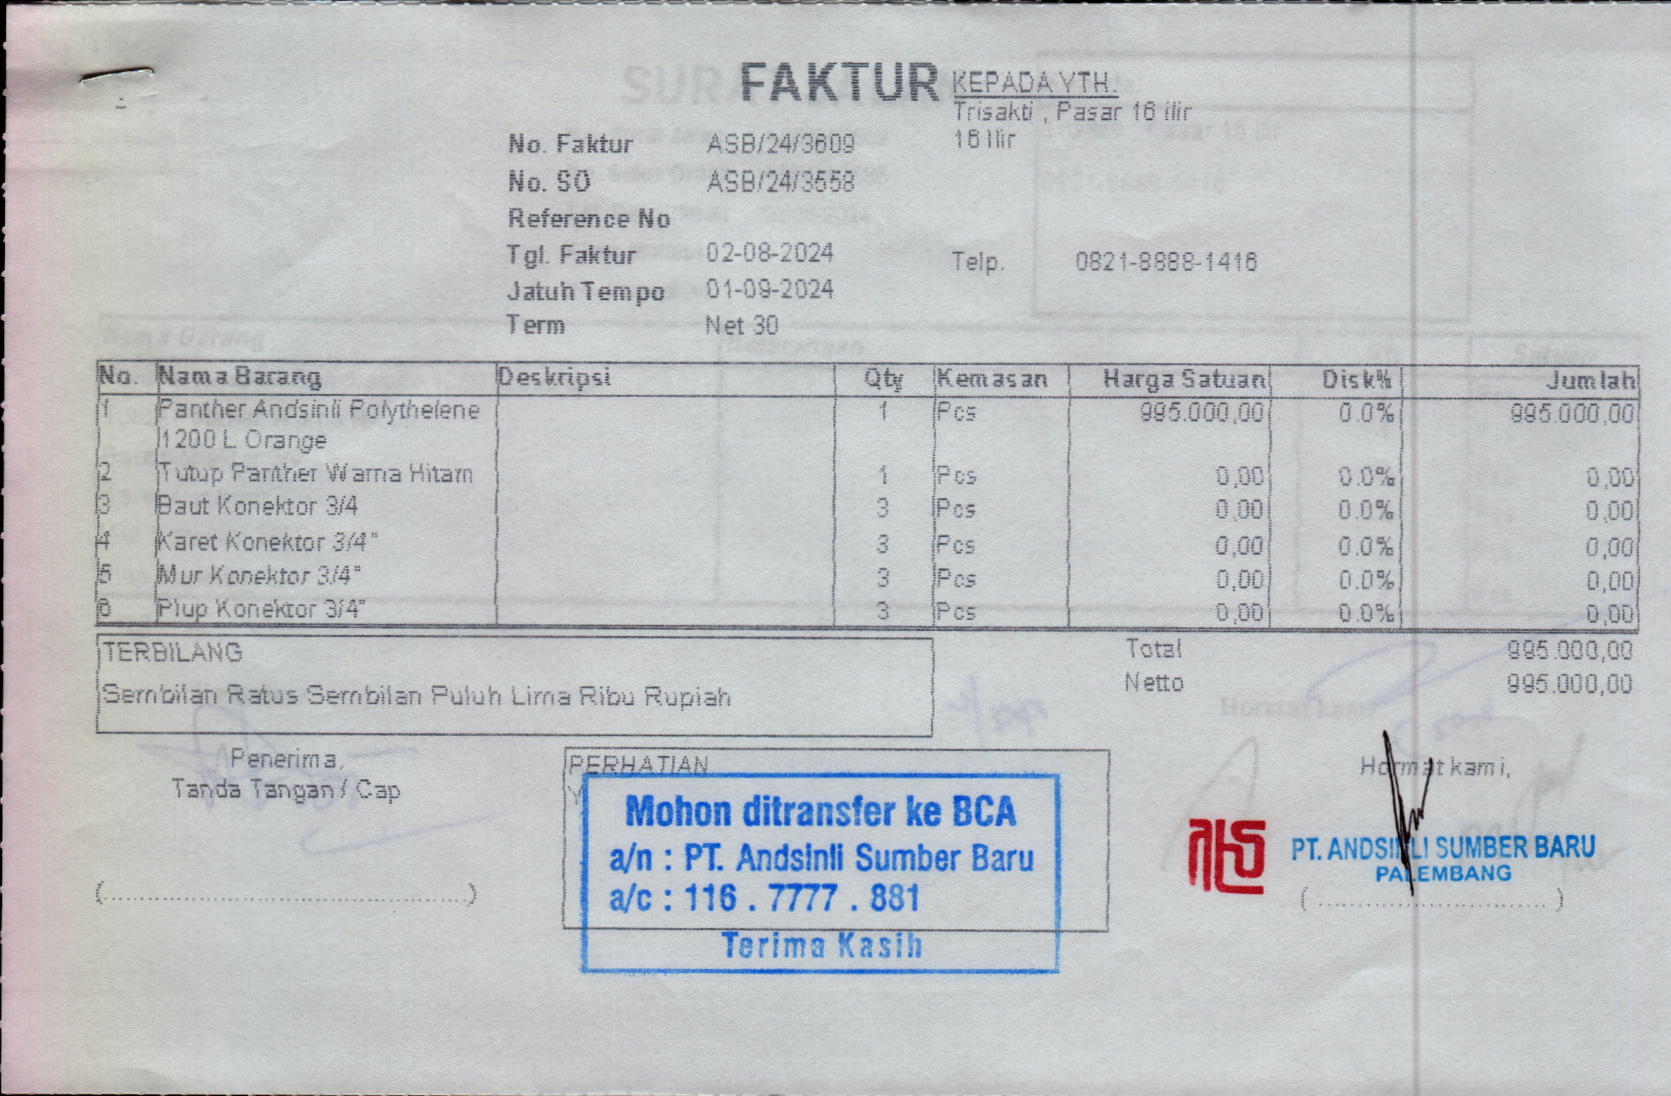 FAKTUR
KEPADA YTH.
Trisakti , Pasar 16 ilir
16 Ilir
No. Faktur ASB/24/3609
No. SO ASB/24/3558
Reference No
Tgl. Faktur 02-08-2024
Telp. 0821-8888-1416
Jatuh Tempo 01-09-2024
Term Net 30
No. Nama Barang Deskripsi Qty Kemasan Harga Satuan Disk% Jumlah
1 Panther Andsinli Polythelene 1 Pcs 995.000,00 0.0% 995.000,00
1200 L Orange
2 Tutup Panther Warna Hitam 1 Pcs 0,00 0.0% 0,00
3 Baut Konektor 3/4 3 Pcs 0,00 0.0% 0,00
4 Karet Konektor 3/4" 3 Pcs 0,00 0.0% 0,00
5 Mur Konektor 3/4" 3 Pcs 0,00 0.0% 0,00
6 Plup Konektor 3/4" 3 Pcs 0,00 0.0% 0,00
TERBILANG
Sembilan Ratus Sembilan Puluh Lima Ribu Rupiah
Total 995.000,00
Netto 995.000,00
Penerima,
Tanda Tangan / Cap
PERHATIAN
Mohon ditransfer ke BCA
a/n : PT. Andsinli Sumber Baru
a/c : 116 . 7777 . 881
Terima Kasih
Hormat kami,
PT. ANDSINLI SUMBER BARU
PALEMBANG